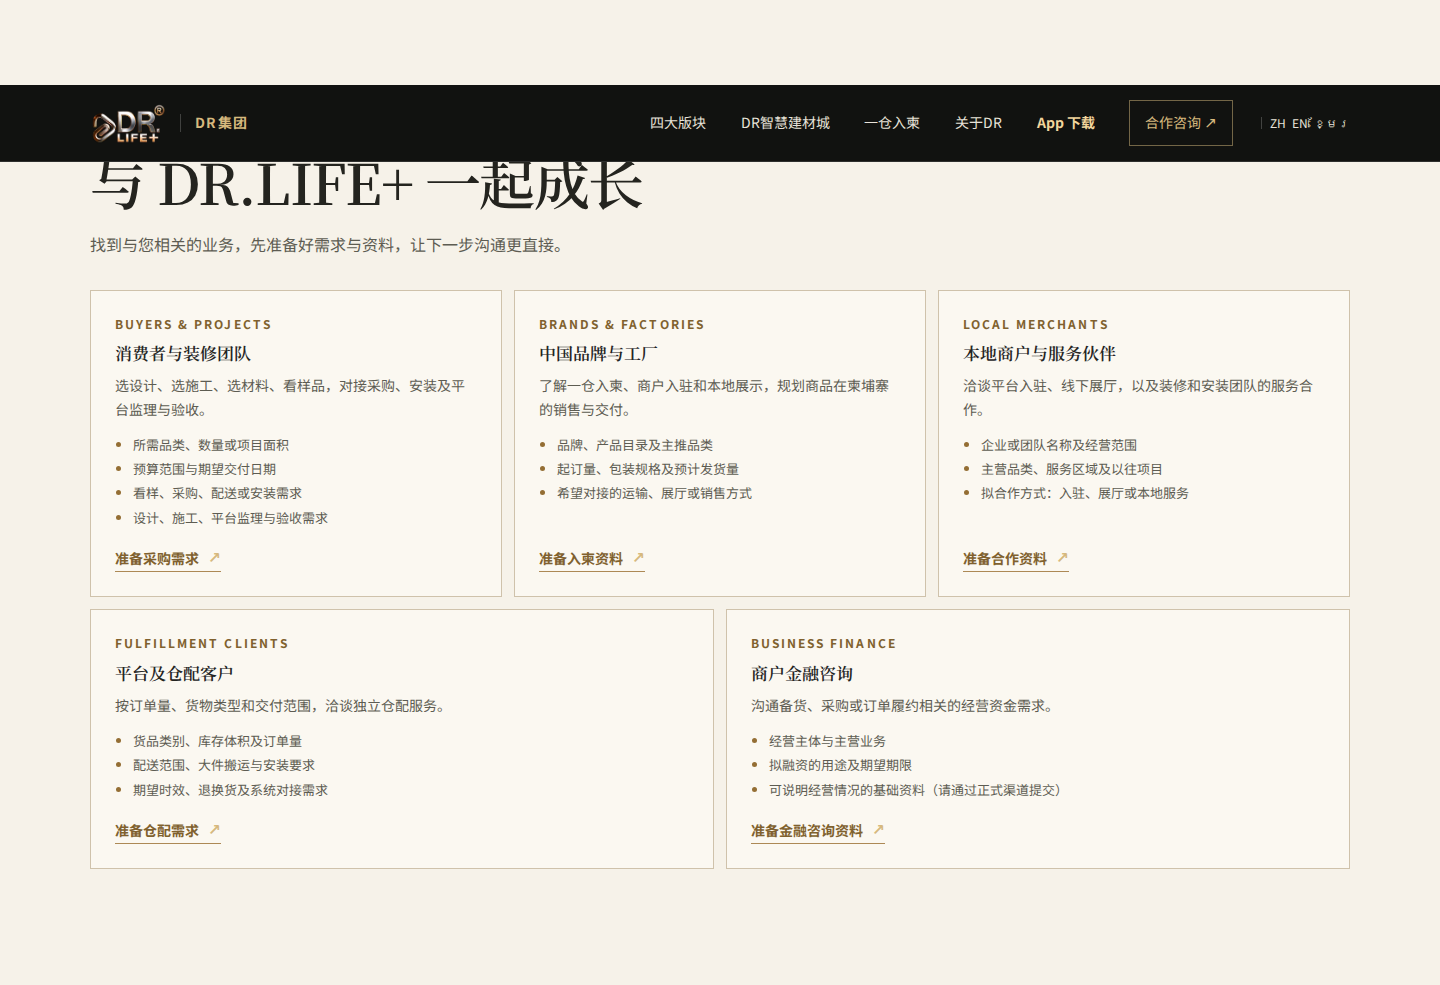 DR.® LIFE+
DR集团
四大版块
DR智慧建材城
一仓入柬
关于DR
App 下载
合作咨询 ↗
ZH EN
与 DR.LIFE+ 一起成长
找到与您相关的业务，先准备好需求与资料，让下一步沟通更直接。
BUYERS & PROJECTS
消费者与装修团队
选设计、选施工、选材料、看样品，对接采购、安装及平
台监理与验收。
所需品类、数量或项目面积
预算范围与期望交付日期
看样、采购、配送或安装需求
设计、施工、平台监理与验收需求
准备采购需求 ↗
BRANDS & FACTORIES
中国品牌与工厂
了解一仓入柬、商户入驻和本地展示，规划商品在柬埔寨
的销售与交付。
品牌、产品目录及主推品类
起订量、包装规格及预计发货量
希望对接的运输、展厅或销售方式
准备入柬资料 ↗
LOCAL MERCHANTS
本地商户与服务伙伴
洽谈平台入驻、线下展厅，以及装修和安装团队的服务合
作。
企业或团队名称及经营范围
主营品类、服务区域及以往项目
拟合作方式：入驻、展厅或本地服务
准备合作资料 ↗
FULFILLMENT CLIENTS
平台及仓配客户
按订单量、货物类型和交付范围，洽谈独立仓配服务。
货品类别、库存体积及订单量
配送范围、大件搬运与安装要求
期望时效、退换货及系统对接需求
准备仓配需求 ↗
BUSINESS FINANCE
商户金融咨询
沟通备货、采购或订单履约相关的经营资金需求。
经营主体与主营业务
拟融资的用途及期望期限
可说明经营情况的基础资料（请通过正式渠道提交）
准备金融咨询资料 ↗